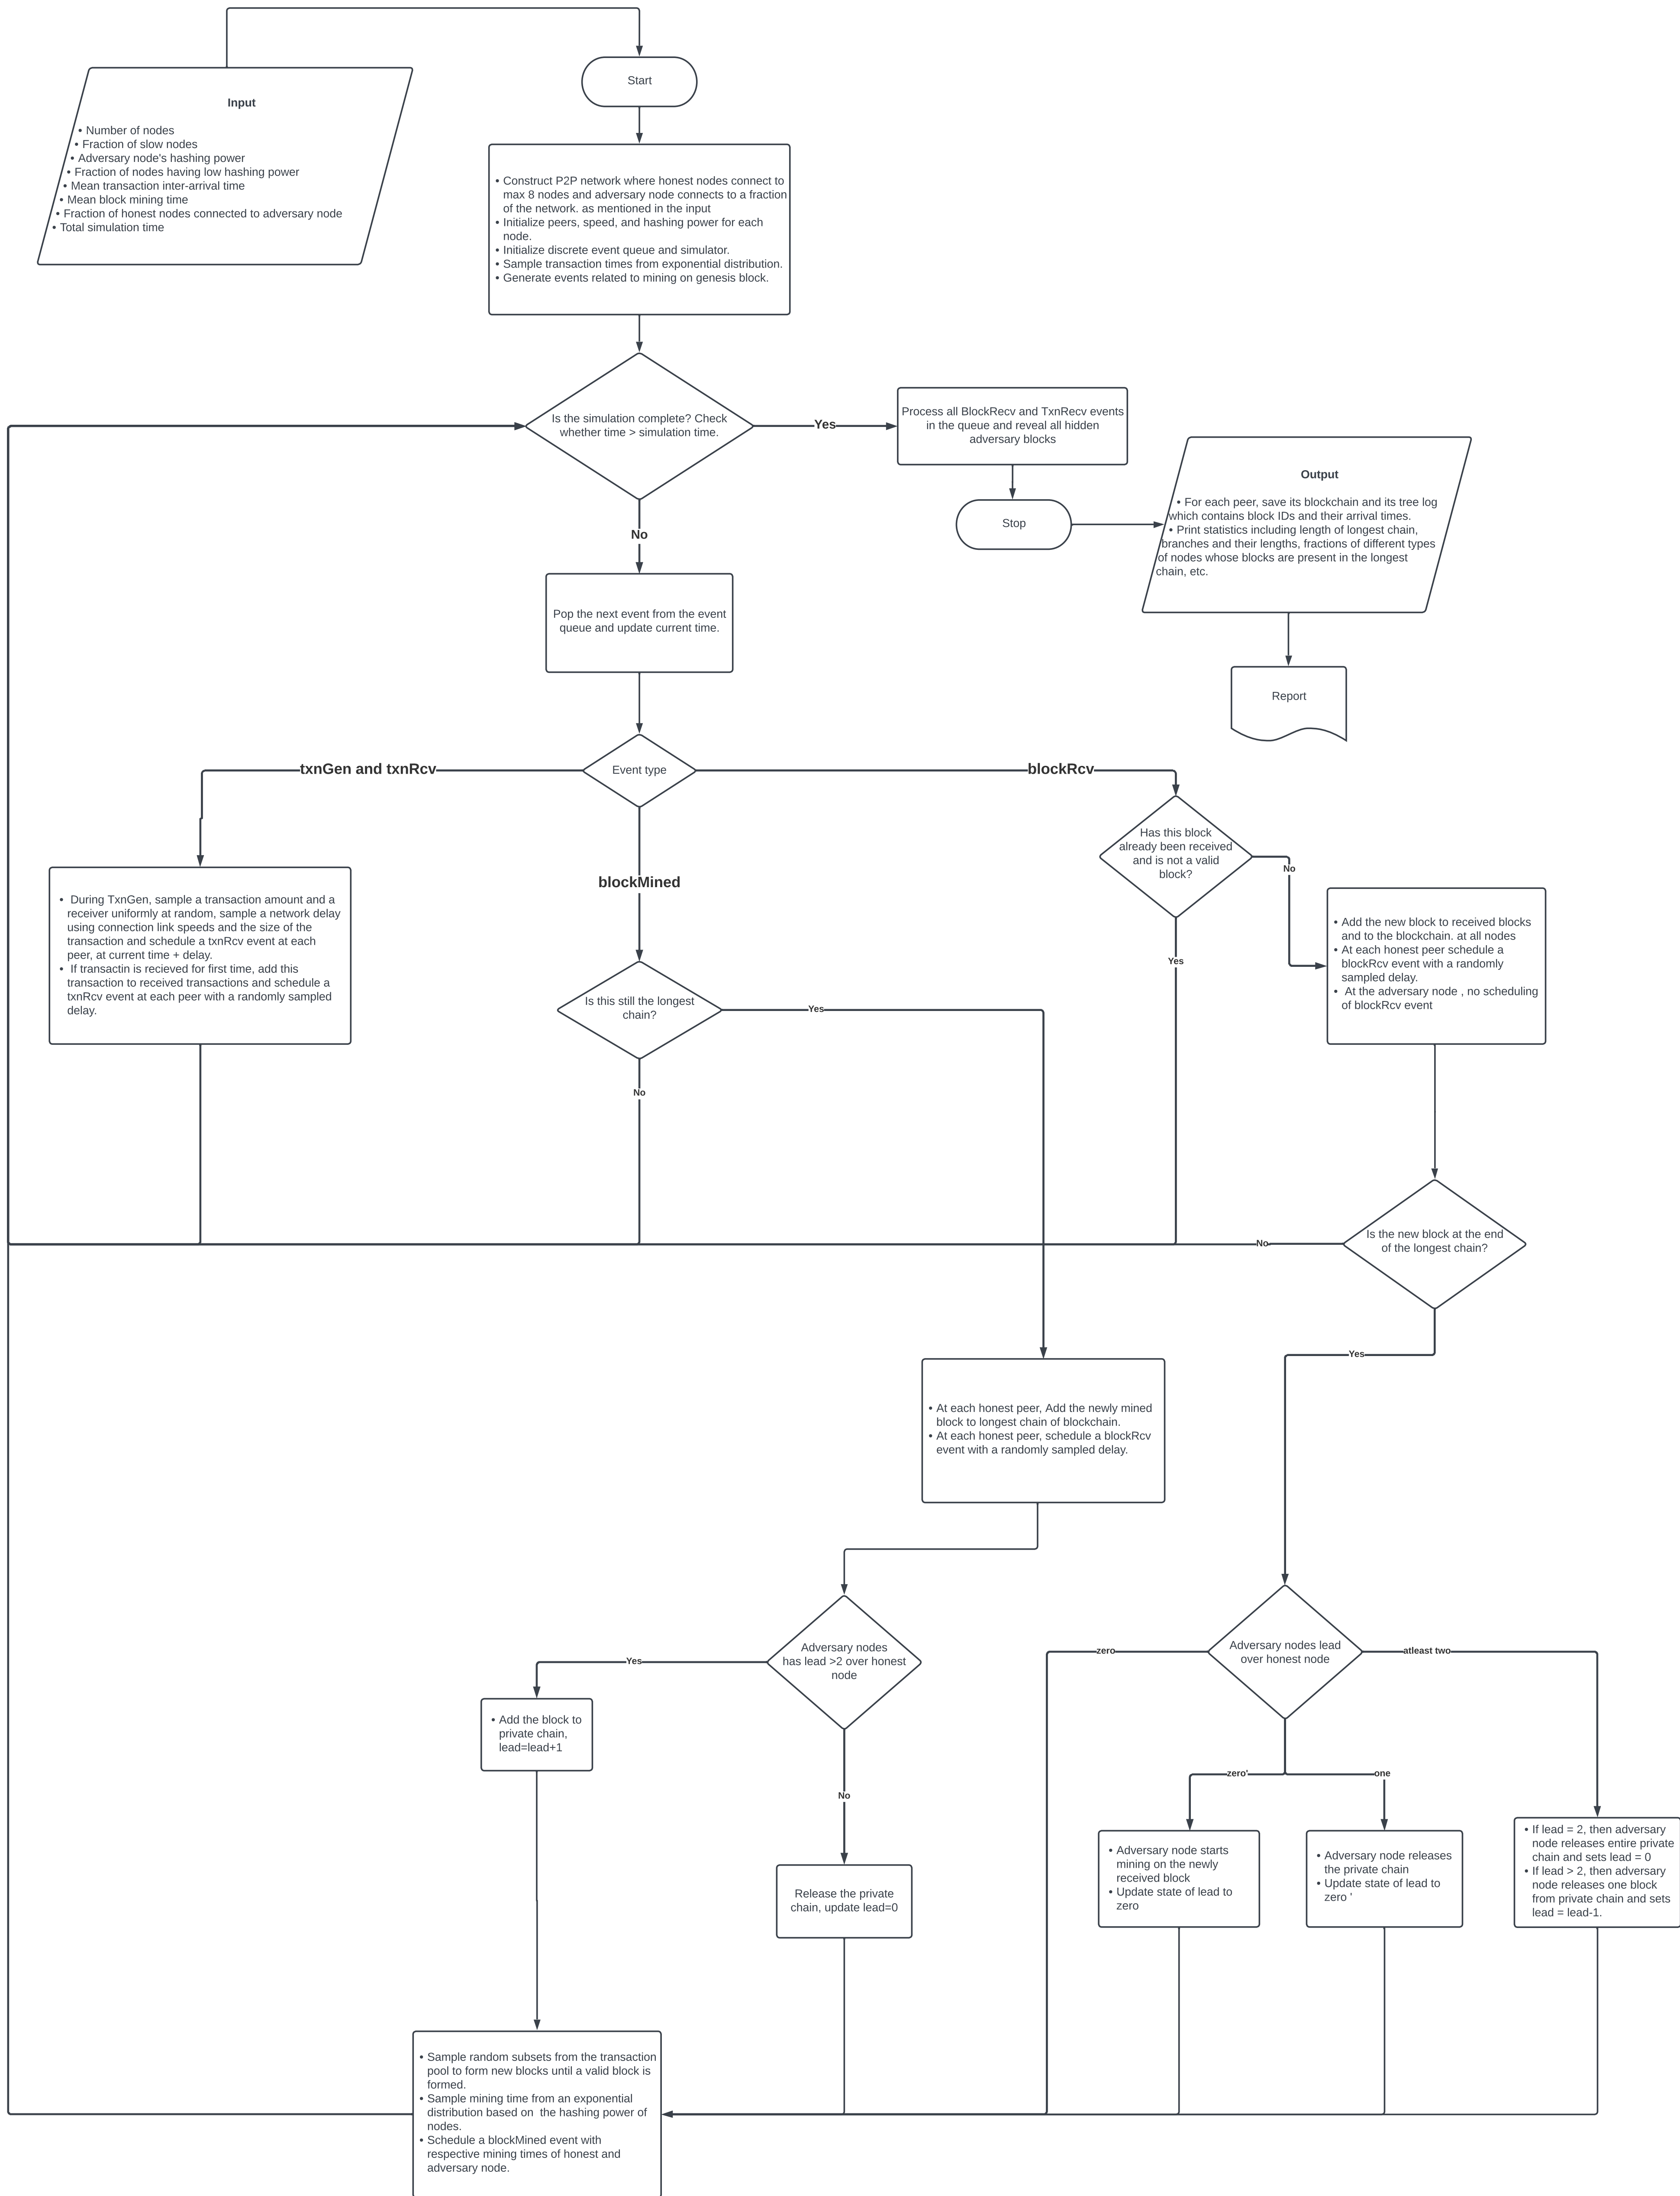 Input
• Number of nodes
• Fraction of slow nodes
• Adversary node's hashing power
• Fraction of nodes having low hashing power
• Mean transaction inter-arrival time
• Mean block mining time
• Fraction of honest nodes connected to adversary node
• Total simulation time
Start
• Construct P2P network where honest nodes connect to
max 8 nodes and adversary node connects to a fraction
of the network. as mentioned in the input
• Initialize peers, speed, and hashing power for each
node.
• Initialize discrete event queue and simulator.
• Sample transaction times from exponential distribution.
• Generate events related to mining on genesis block.
Is the simulation complete? Check
whether time > simulation time.
Yes
Process all BlockRecv and TxnRecv events
in the queue and reveal all hidden
adversary blocks
Stop
Output
• For each peer, save its blockchain and its tree log
which contains block IDs and their arrival times.
• Print statistics including length of longest chain,
branches and their lengths, fractions of different types
of nodes whose blocks are present in the longest
chain, etc.
Report
No
Pop the next event from the event
queue and update current time.
Event type
txnGen and txnRcv
blockRcv
blockMined
• During TxnGen, sample a transaction amount and a
receiver uniformly at random, sample a network delay
using connection link speeds and the size of the
transaction and schedule a txnRcv event at each
peer, at current time + delay.
• If transactin is recieved for first time, add this
transaction to received transactions and schedule a
txnRcv event at each peer with a randomly sampled
delay.
Is this still the longest
chain?
Yes
No
Has this block
already been received
and is not a valid
block?
No
Yes
• Add the new block to received blocks
and to the blockchain. at all nodes
• At each honest peer schedule a
blockRcv event with a randomly
sampled delay.
• At the adversary node , no scheduling
of blockRcv event
Is the new block at the end
of the longest chain?
No
Yes
• At each honest peer, Add the newly mined
block to longest chain of blockchain.
• At each honest peer, schedule a blockRcv
event with a randomly sampled delay.
Adversary nodes
has lead >2 over honest
node
Yes
No
• Add the block to
private chain,
lead=lead+1
Release the private
chain, update lead=0
Adversary nodes lead
over honest node
zero
atleast two
zero'
one
• Adversary node starts
mining on the newly
received block
• Update state of lead to
zero
• Adversary node releases
the private chain
• Update state of lead to
zero '
• If lead = 2, then adversary
node releases entire private
chain and sets lead = 0
• If lead > 2, then adversary
node releases one block
from private chain and sets
lead = lead-1.
• Sample random subsets from the transaction
pool to form new blocks until a valid block is
formed.
• Sample mining time from an exponential
distribution based on  the hashing power of
nodes.
• Schedule a blockMined event with
respective mining times of honest and
adversary node.